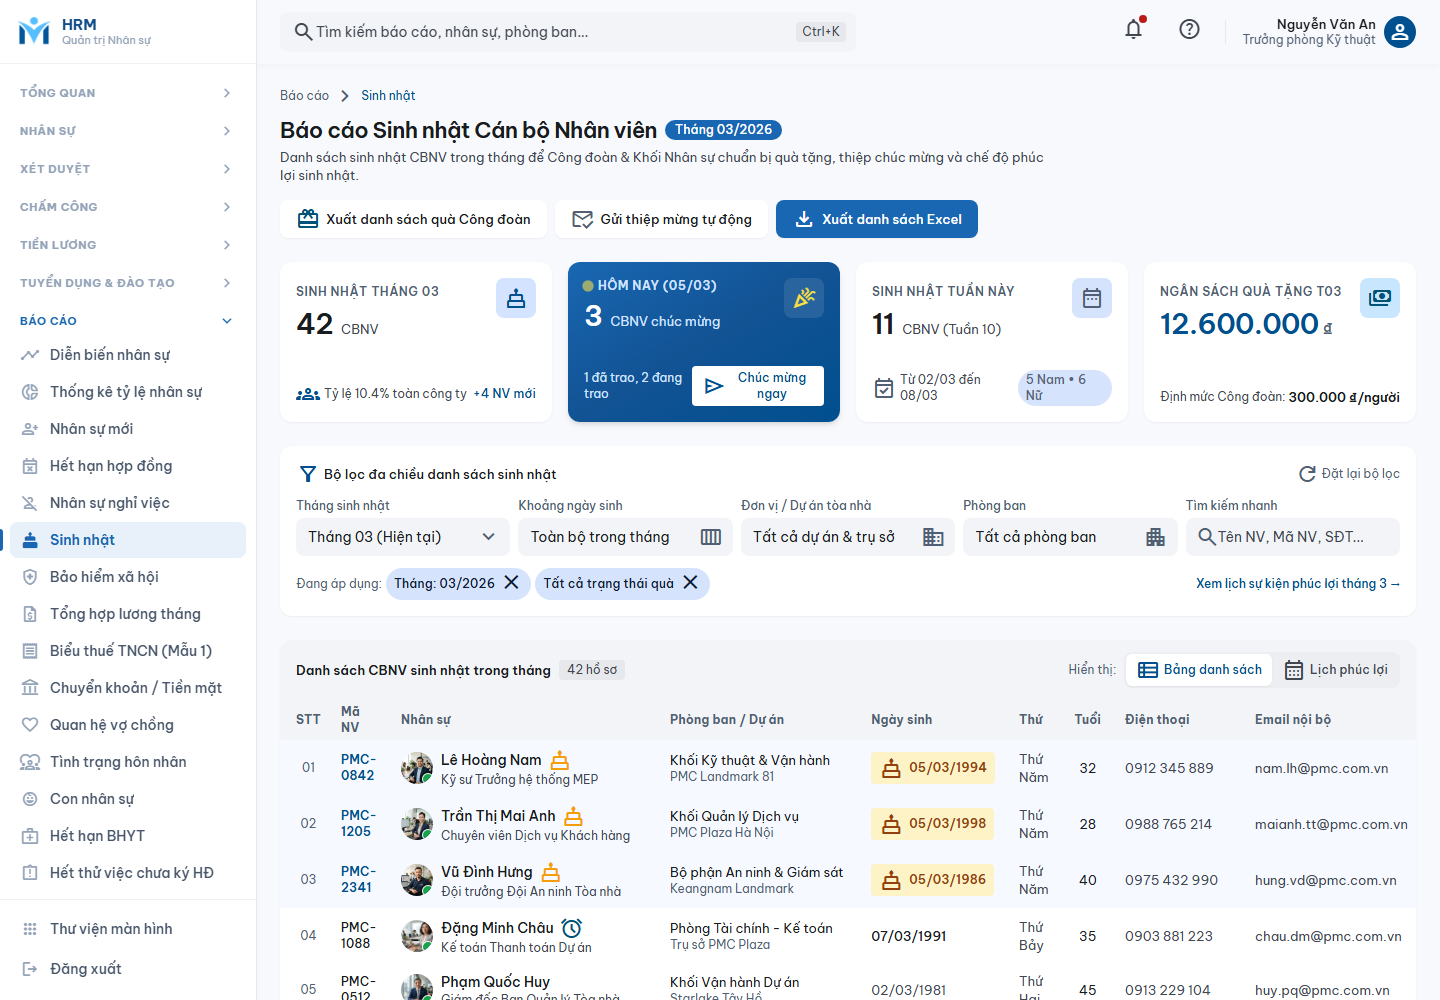 HRM
Quản trị Nhân sự
TỔNG QUAN
NHÂN SỰ
XÉT DUYỆT
CHẤM CÔNG
TIỀN LƯƠNG
TUYỂN DỤNG & ĐÀO TẠO
BÁO CÁO
Diễn biến nhân sự
Thống kê tỷ lệ nhân sự
Nhân sự mới
Hết hạn hợp đồng
Nhân sự nghỉ việc
Sinh nhật
Bảo hiểm xã hội
Tổng hợp lương tháng
Biểu thuế TNCN (Mẫu 1)
Chuyển khoản / Tiền mặt
Quan hệ vợ chồng
Tình trạng hôn nhân
Con nhân sự
Hết hạn BHYT
Hết thử việc chưa ký HĐ
Thư viện màn hình
Đăng xuất
Tìm kiếm báo cáo, nhân sự, phòng ban...
Ctrl+K
Nguyễn Văn An
Trưởng phòng Kỹ thuật
Báo cáo
Sinh nhật
Báo cáo Sinh nhật Cán bộ Nhân viên
Tháng 03/2026
Danh sách sinh nhật CBNV trong tháng để Công đoàn & Khối Nhân sự chuẩn bị quà tặng, thiệp chúc mừng và chế độ phúc
lợi sinh nhật.
Xuất danh sách quà Công đoàn
Gửi thiệp mừng tự động
Xuất danh sách Excel
SINH NHẬT THÁNG 03
42 CBNV
Tỷ lệ 10.4% toàn công ty
+4 NV mới
HÔM NAY (05/03)
3 CBNV chúc mừng
1 đã trao, 2 đang
trao
Chúc mừng
ngay
SINH NHẬT TUẦN NÀY
11 CBNV (Tuần 10)
Từ 02/03 đến
08/03
5 Nam • 6
Nữ
NGÂN SÁCH QUÀ TẶNG T03
12.600.000 ₫
Định mức Công đoàn: 300.000 ₫/người
Bộ lọc đa chiều danh sách sinh nhật
Đặt lại bộ lọc
Tháng sinh nhật
Khoảng ngày sinh
Đơn vị / Dự án tòa nhà
Phòng ban
Tìm kiếm nhanh
Tháng 03 (Hiện tại)
Toàn bộ trong tháng
Tất cả dự án & trụ sở
Tất cả phòng ban
Tên NV, Mã NV, SĐT...
Đang áp dụng:
Tháng: 03/2026
Tất cả trạng thái quà
Xem lịch sự kiện phúc lợi tháng 3 →
Danh sách CBNV sinh nhật trong tháng
42 hồ sơ
Hiển thị:
Bảng danh sách
Lịch phúc lợi
STT
Mã
NV
Nhân sự
Phòng ban / Dự án
Ngày sinh
Thứ
Tuổi
Điện thoại
Email nội bộ
01
PMC-
0842
Lê Hoàng Nam
Kỹ sư Trưởng hệ thống MEP
Khối Kỹ thuật & Vận hành
PMC Landmark 81
05/03/1994
Thứ
Năm
32
0912 345 889
nam.lh@pmc.com.vn
02
PMC-
1205
Trần Thị Mai Anh
Chuyên viên Dịch vụ Khách hàng
Khối Quản lý Dịch vụ
PMC Plaza Hà Nội
05/03/1998
Thứ
Năm
28
0988 765 214
maianh.tt@pmc.com.vn
03
PMC-
2341
Vũ Đình Hưng
Đội trưởng Đội An ninh Tòa nhà
Bộ phận An ninh & Giám sát
Keangnam Landmark
05/03/1986
Thứ
Năm
40
0975 432 990
hung.vd@pmc.com.vn
04
PMC-
1088
Đặng Minh Châu
Kế toán Thanh toán Dự án
Phòng Tài chính - Kế toán
Trụ sở PMC Plaza
07/03/1991
Thứ
Bảy
35
0903 881 223
chau.dm@pmc.com.vn
05
PMC-
0512
Phạm Quốc Huy
Giám đốc Ban Quản lý Tòa nhà
Khối Vận hành Dự án
Starlake Tây Hồ
02/03/1981
Thứ
Hai
45
0913 229 104
huy.pq@pmc.com.vn